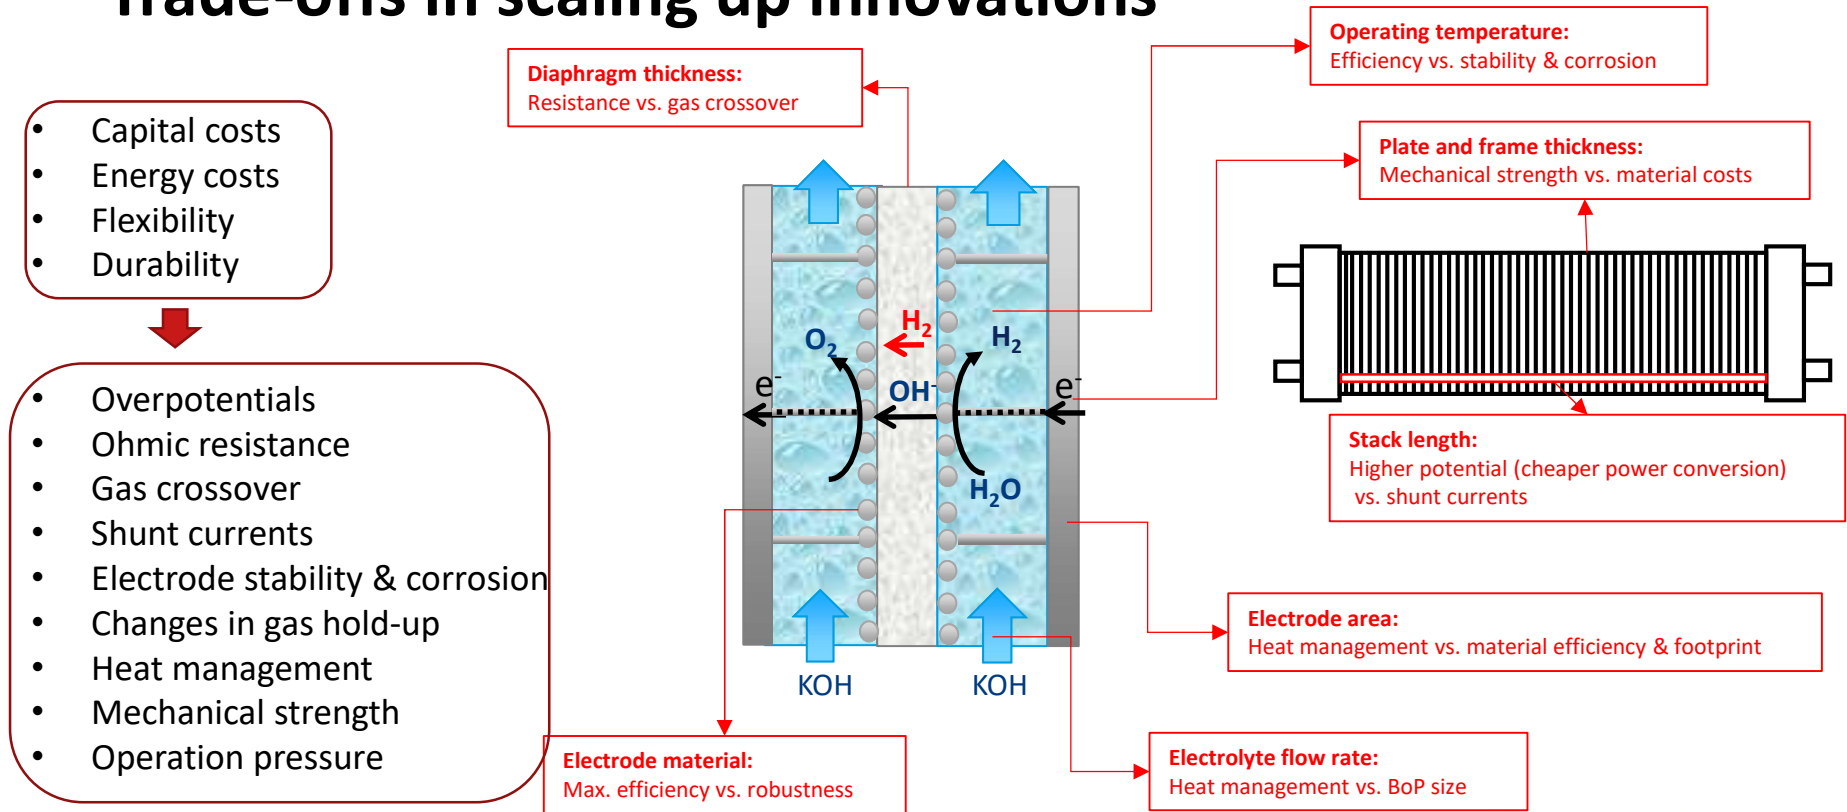 Trade-offs in scaling up innovations
• Capital costs
• Energy costs
• Flexibility
• Durability
• Overpotentials
• Ohmic resistance
• Gas crossover
• Shunt currents
• Electrode stability & corrosion
• Changes in gas hold-up
• Heat management
• Mechanical strength
• Operation pressure
Diaphragm thickness:
Resistance vs. gas crossover
Operating temperature:
Efficiency vs. stability & corrosion
Plate and frame thickness:
Mechanical strength vs. material costs
O₂
H₂
H₂
e⁻
OH⁻
e⁻
H₂O
KOH
KOH
Stack length:
Higher potential (cheaper power conversion)
vs. shunt currents
Electrode area:
Heat management vs. material efficiency & footprint
Electrode material:
Max. efficiency vs. robustness
Electrolyte flow rate:
Heat management vs. BoP size